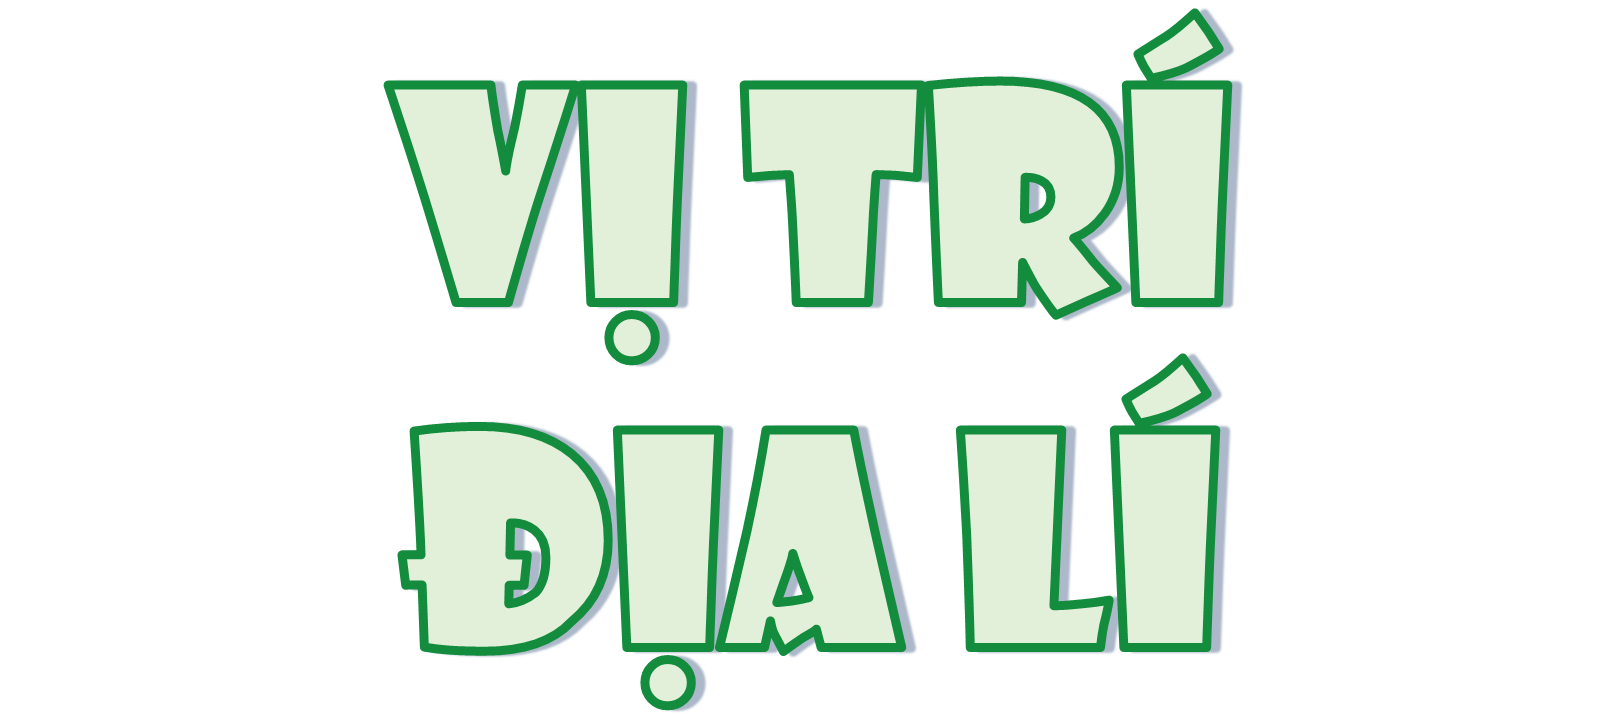 VỊ TRÍ
ĐỊA LÍ